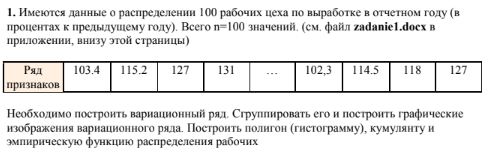 1. Имеются данные о распределении 100 рабочих цеха по выработке в отчетном году (в
процентах к предыдущему году). Всего n=100 значений. (см. файл zadanie1.docx в
приложении, внизу этой страницы)
Ряд признаков 103.4 115.2 127 131 … 102,3 114.5 118 127
Необходимо построить вариационный ряд. Сгруппировать его и построить графические
изображения вариационного ряда. Построить полигон (гистограмму), кумулянту и
эмпирическую функцию распределения рабочих